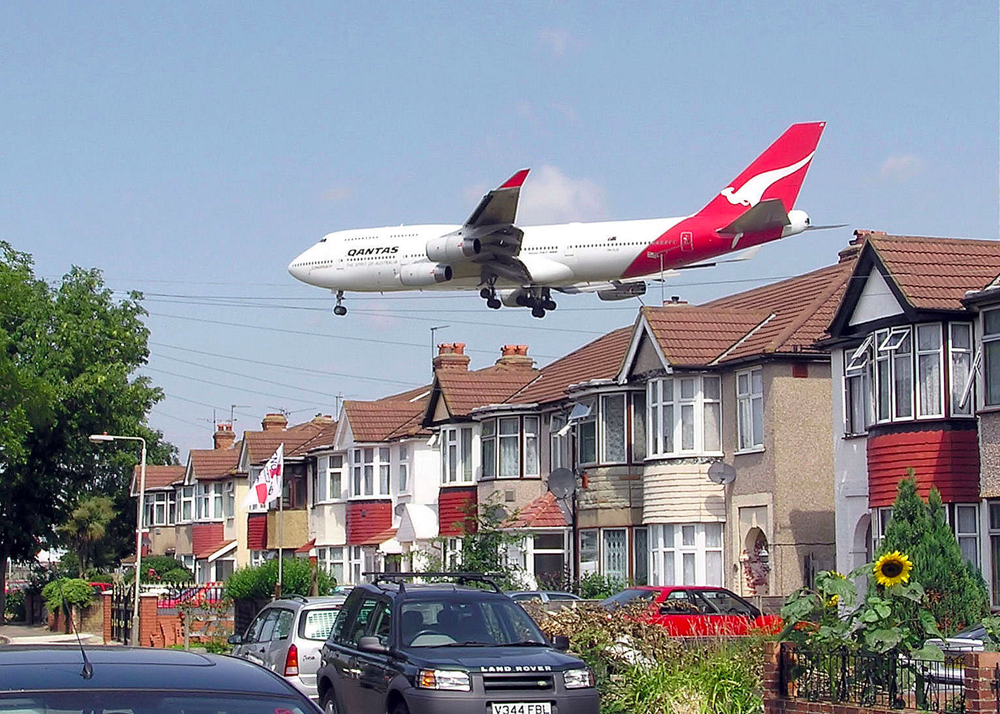 QANTAS
THE SPIRIT OF AUSTRALIA
LAND ROVER
V344 FBL